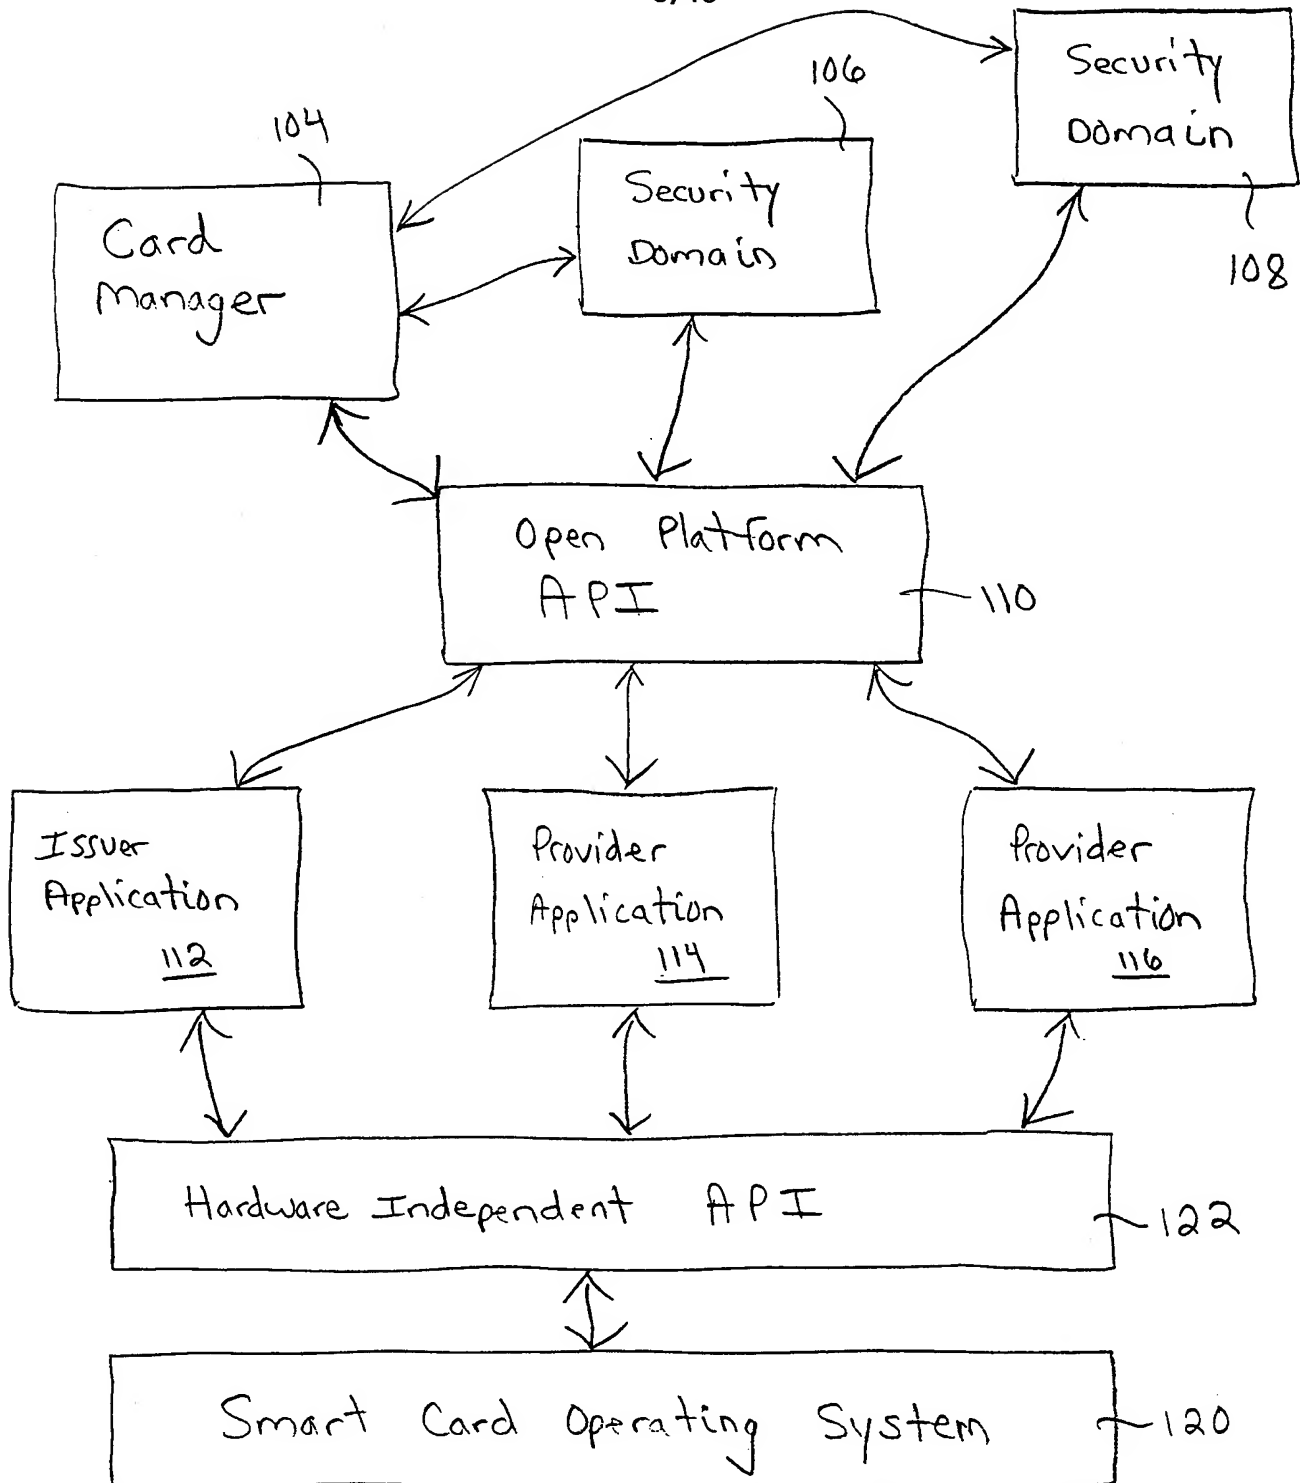 106
Security
Domain
104
Security
Domain
Card
Manager
108
Open Platform
API
110
Issuer
Application
112
Provider
Application
114
Provider
Application
116
Hardware Independent API
122
Smart Card Operating System
120